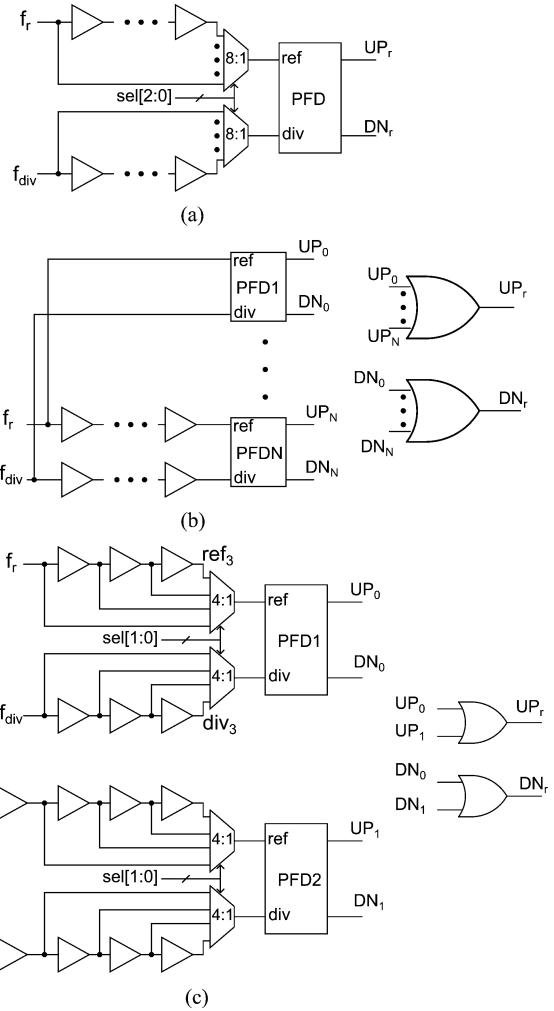 f_r
8:1
ref
UP_r
sel[2:0]
PFD
8:1
div
DN_r
f_div
(a)
ref
UP_0
PFD1
div
DN_0
UP_0
UP_r
UP_N
DN_0
DN_r
DN_N
f_r
ref
UP_N
PFDN
f_div
div
DN_N
(b)
f_r
ref_3
4:1
ref
UP_0
sel[1:0]
PFD1
4:1
div
DN_0
f_div
div_3
UP_0
UP_r
UP_1
DN_0
DN_r
DN_1
4:1
ref
UP_1
sel[1:0]
PFD2
4:1
div
DN_1
(c)